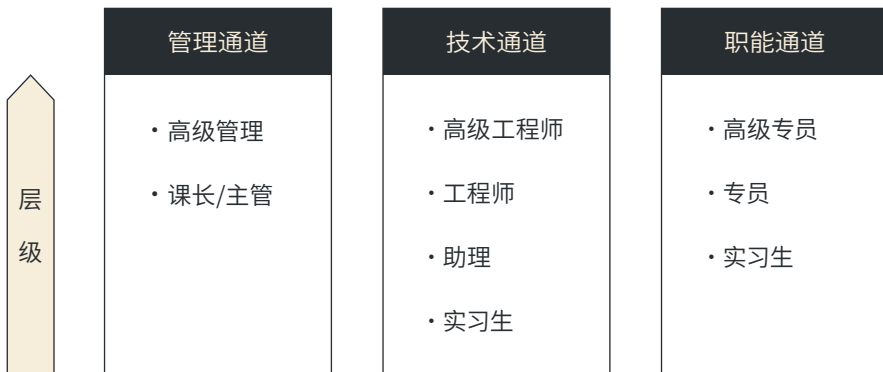 层
级
管理通道
・高级管理
・课长/主管
技术通道
・高级工程师
・工程师
・助理
・实习生
职能通道
・高级专员
・专员
・实习生